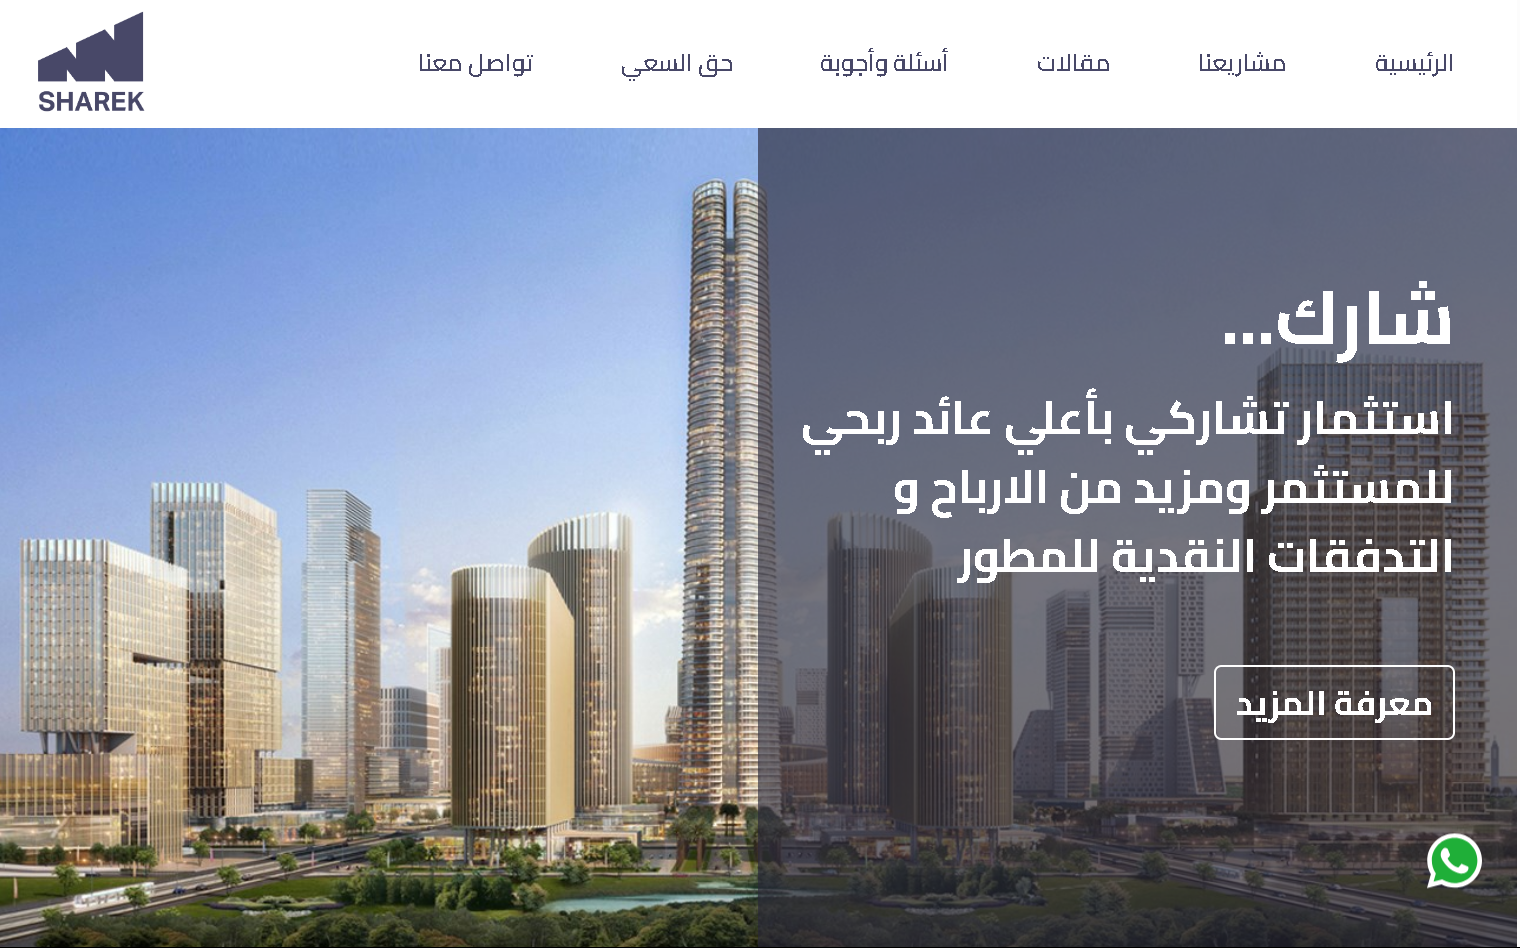 SHAREK
الرئيسية
مشاريعنا
مقالات
أسئلة وأجوبة
حق السعي
تواصل معنا
شارك...
استثمار تشاركي بأعلي عائد ربحي
للمستثمر ومزيد من الارباح و
التدفقات النقدية للمطور
معرفة المزيد